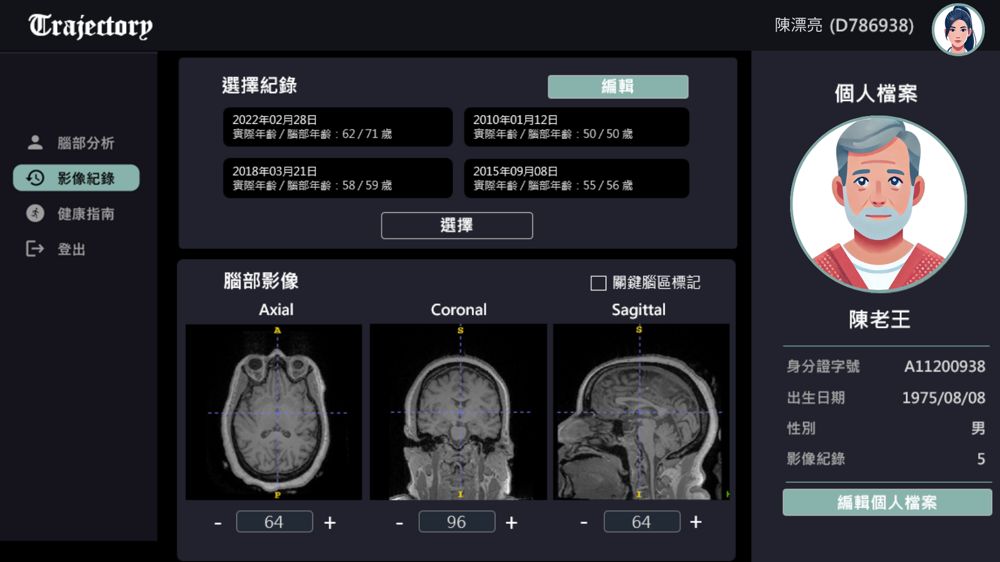 Trajectory
陳漂亮 (D786938)
腦部分析
影像紀錄
健康指南
登出
選擇紀錄
編輯
2022年02月28日
實際年齡 / 腦部年齡：62 / 71 歲
2010年01月12日
實際年齡 / 腦部年齡：50 / 50 歲
2018年03月21日
實際年齡 / 腦部年齡：58 / 59 歲
2015年09月08日
實際年齡 / 腦部年齡：55 / 56 歲
選擇
腦部影像
關鍵腦區標記
Axial
Coronal
Sagittal
A
S
S
P
I
I
- 64 +
- 96 +
- 64 +
個人檔案
陳老王
身分證字號 A11200938
出生日期 1975/08/08
性別 男
影像紀錄 5
編輯個人檔案